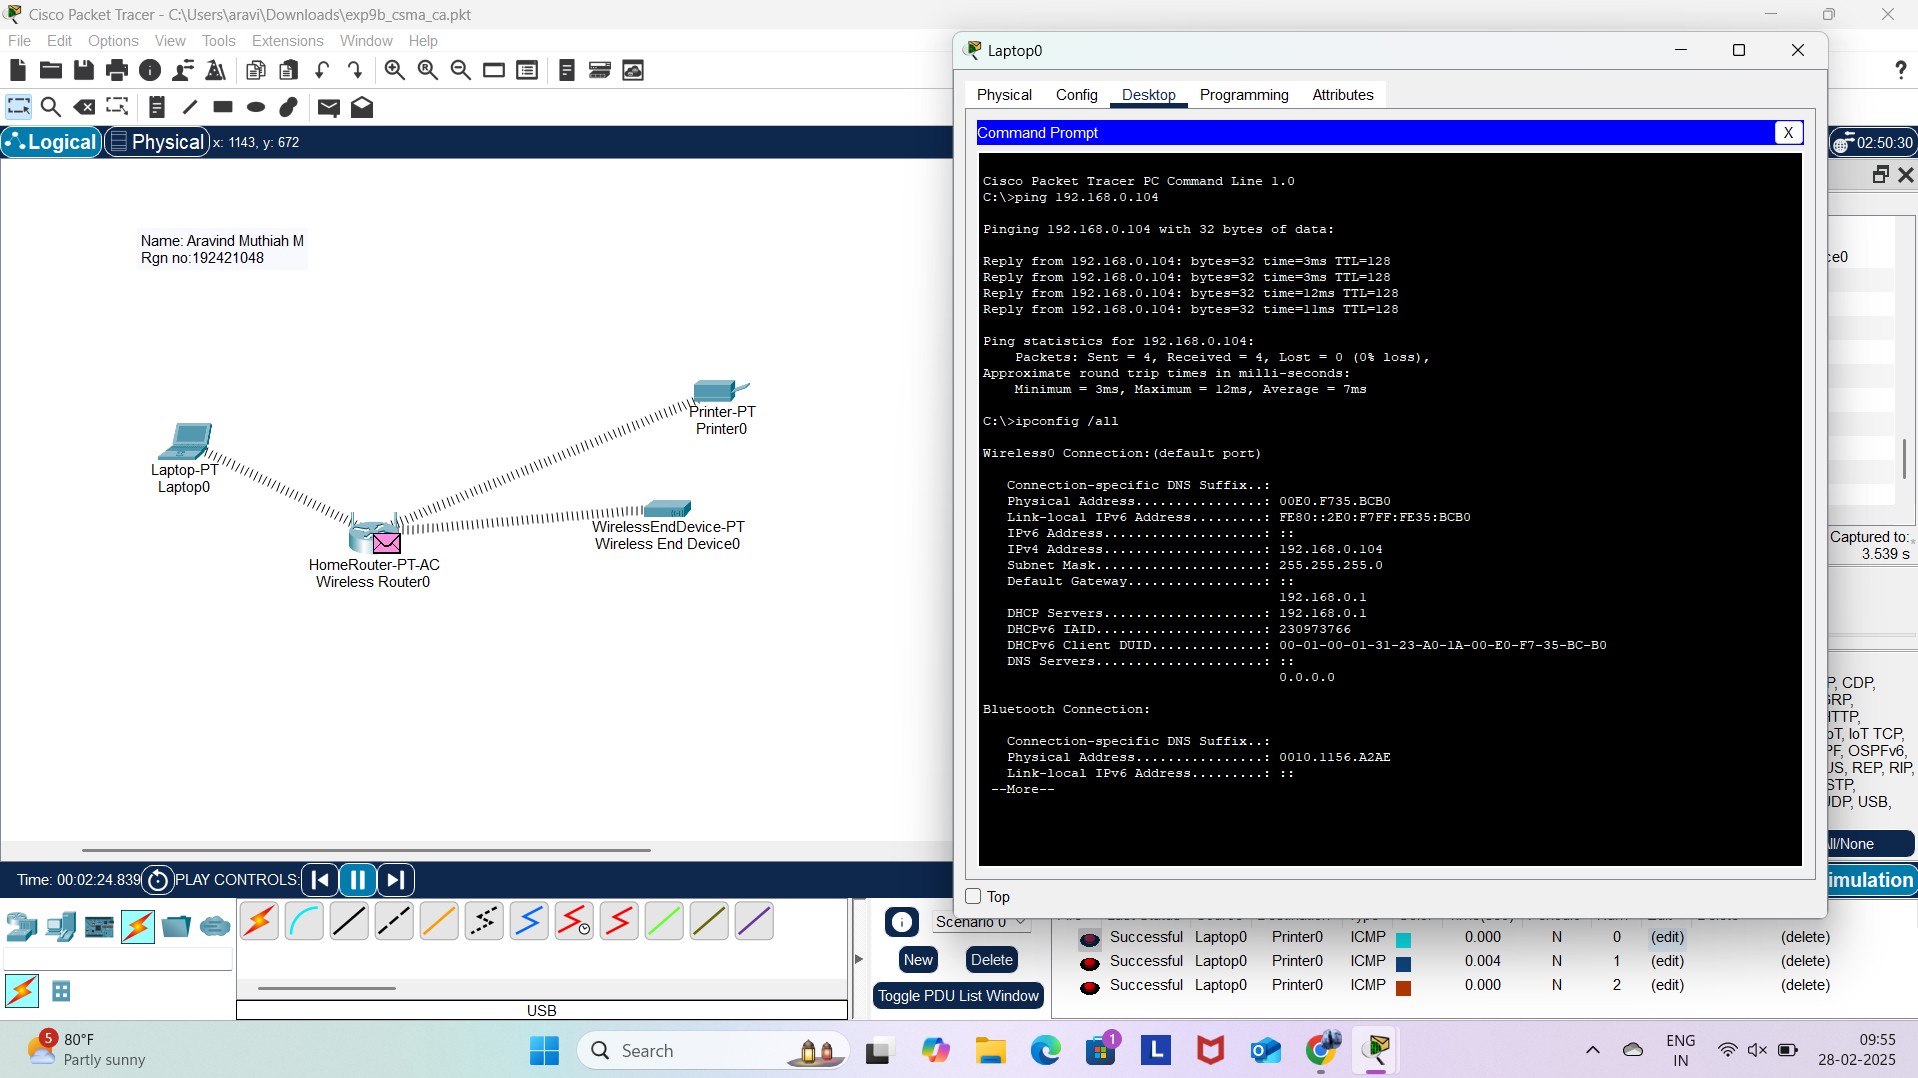 Cisco Packet Tracer - C:\Users\aravi\Downloads\exp9b_csma_ca.pkt
File Edit Options View Tools Extensions Window Help
Logical Physical x: 1143, y: 672
02:50:30
Name: Aravind Muthiah M
Rgn no:192421048
Printer-PT
Printer0
Laptop-PT
Laptop0
WirelessEndDevice-PT
Wireless End Device0
HomeRouter-PT-AC
Wireless Router0
Laptop0
Physical Config Desktop Programming Attributes
Command Prompt X
Cisco Packet Tracer PC Command Line 1.0
C:\>ping 192.168.0.104
Pinging 192.168.0.104 with 32 bytes of data:
Reply from 192.168.0.104: bytes=32 time=3ms TTL=128
Reply from 192.168.0.104: bytes=32 time=3ms TTL=128
Reply from 192.168.0.104: bytes=32 time=12ms TTL=128
Reply from 192.168.0.104: bytes=32 time=11ms TTL=128
Ping statistics for 192.168.0.104:
Packets: Sent = 4, Received = 4, Lost = 0 (0% loss),
Approximate round trip times in milli-seconds:
Minimum = 3ms, Maximum = 12ms, Average = 7ms
C:\>ipconfig /all
Wireless0 Connection:(default port)
Connection-specific DNS Suffix..:
Physical Address................: 00E0.F735.BCB0
Link-local IPv6 Address.........: FE80::2E0:F7FF:FE35:BCB0
IPv6 Address....................: ::
IPv4 Address....................: 192.168.0.104
Subnet Mask.....................: 255.255.255.0
Default Gateway.................: ::
192.168.0.1
DHCP Servers....................: 192.168.0.1
DHCPv6 IAID.....................: 230973766
DHCPv6 Client DUID..............: 00-01-00-01-31-23-A0-1A-00-E0-F7-35-BC-B0
DNS Servers.....................: ::
0.0.0.0
Bluetooth Connection:
Connection-specific DNS Suffix..:
Physical Address................: 0010.1156.A2AE
Link-local IPv6 Address.........: ::
--More--
Top
ce0
Captured to:
3.539 s
P, CDP,
GRP,
HTTP,
oT, IoT TCP,
PF, OSPFv6,
US, REP, RIP,
STP,
UDP, USB,
All/None
imulation
Time: 00:02:24.839 PLAY CONTROLS:
USB
Scenario 0
New Delete
Toggle PDU List Window
Successful Laptop0 Printer0 ICMP 0.000 N 0 (edit) (delete)
Successful Laptop0 Printer0 ICMP 0.004 N 1 (edit) (delete)
Successful Laptop0 Printer0 ICMP 0.000 N 2 (edit) (delete)
5 80°F
Partly sunny
Search
1
L
ENG
IN
09:55
28-02-2025